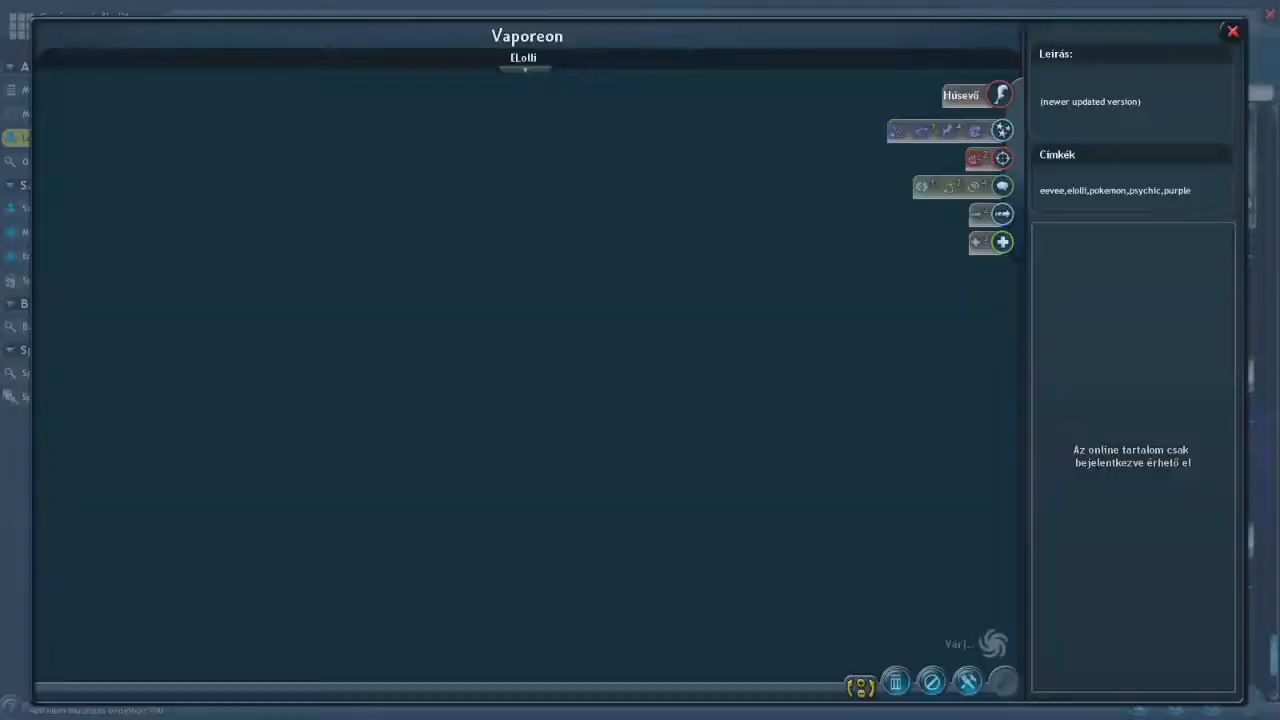 Vaporeon
ELolli
Húsevő
Várj...
Leírás:
(newer updated version)
Címkék
eevee,elolli,pokemon,psychic,purple
Az online tartalom csak
bejelentkezve érhető el